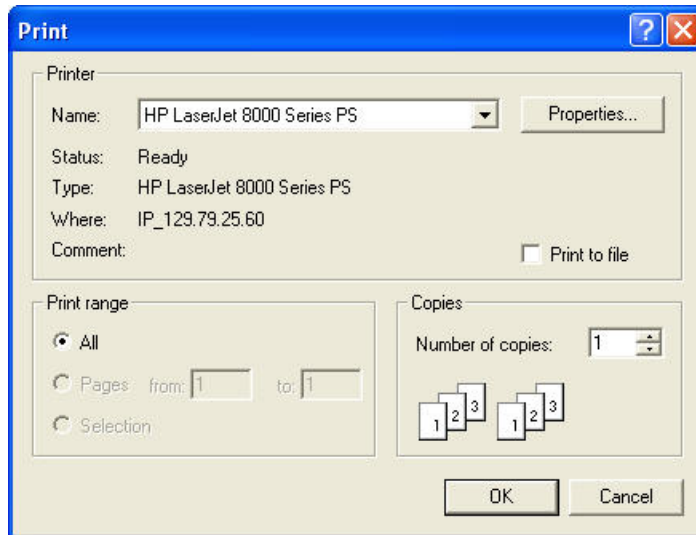 Print
Printer
Name: HP LaserJet 8000 Series PS Properties...
Status: Ready
Type: HP LaserJet 8000 Series PS
Where: IP_129.79.25.60
Comment: Print to file
Print range
All
Pages from: 1 to: 1
Selection
Copies
Number of copies: 1
1 2 3 1 2 3
OK Cancel